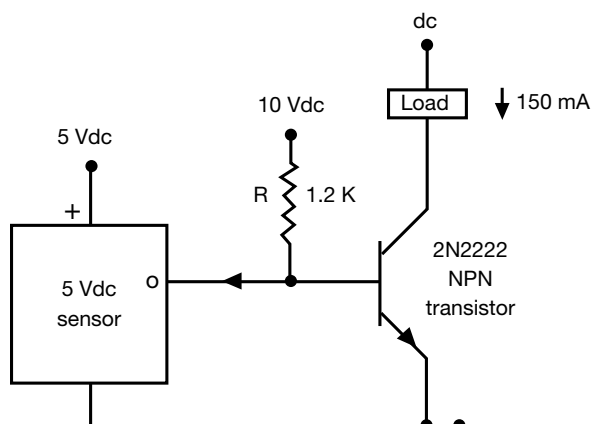 dc
Load
150 mA
10 Vdc
5 Vdc
R
1.2 K
+
2N2222
NPN
transistor
O
5 Vdc
sensor